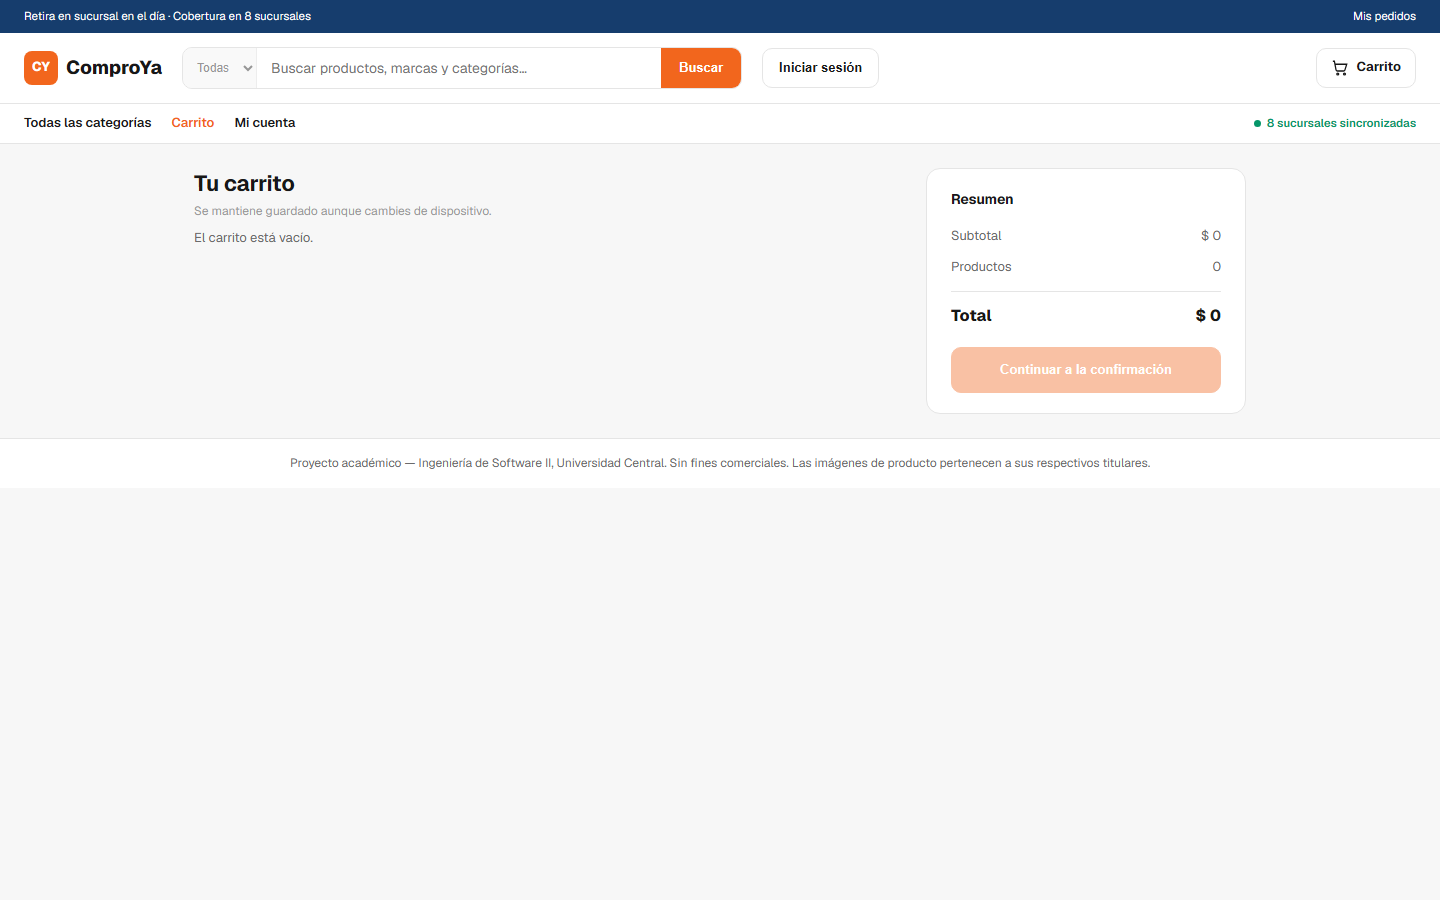 Retira en sucursal en el día · Cobertura en 8 sucursales
Mis pedidos
CY
ComproYa
Todas
Buscar productos, marcas y categorías...
Buscar
Iniciar sesión
Carrito
Todas las categorías
Carrito
Mi cuenta
8 sucursales sincronizadas
Tu carrito
Se mantiene guardado aunque cambies de dispositivo.
El carrito está vacío.
Resumen
Subtotal $ 0
Productos 0
Total $ 0
Continuar a la confirmación
Proyecto académico — Ingeniería de Software II, Universidad Central. Sin fines comerciales. Las imágenes de producto pertenecen a sus respectivos titulares.